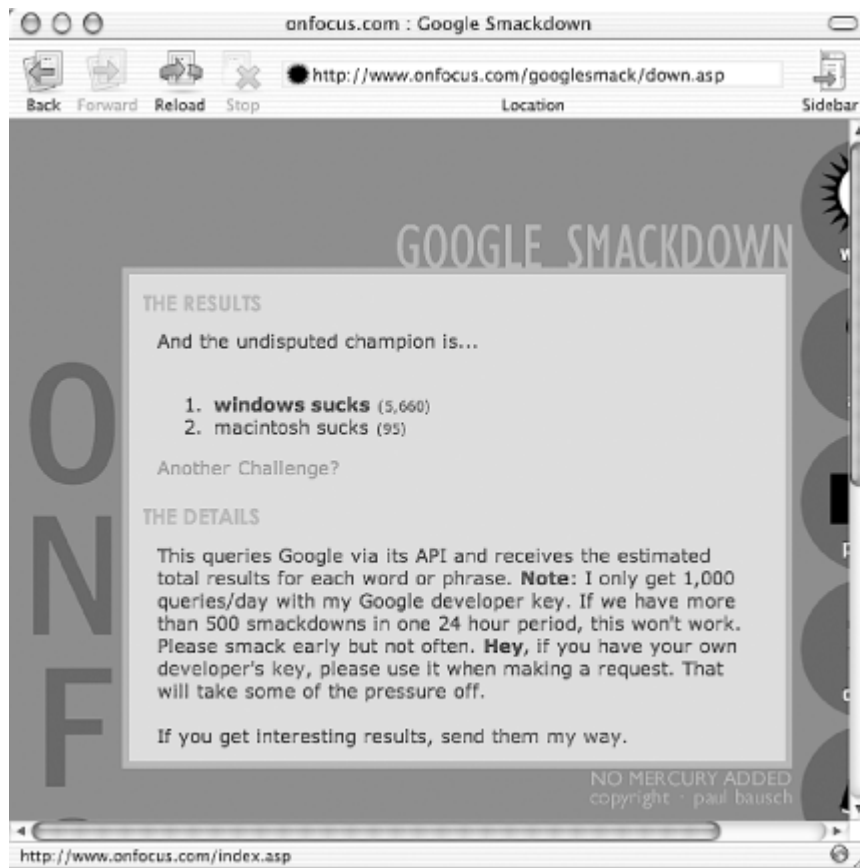 onfocus.com : Google Smackdown
http://www.onfocus.com/googlesmack/down.asp
Back Forward Reload Stop Location Sidebar
GOOGLE SMACKDOWN
THE RESULTS
And the undisputed champion is...
1. windows sucks (5,660)
2. macintosh sucks (95)
Another Challenge?
THE DETAILS
This queries Google via its API and receives the estimated
total results for each word or phrase. Note: I only get 1,000
queries/day with my Google developer key. If we have more
than 500 smackdowns in one 24 hour period, this won't work.
Please smack early but not often. Hey, if you have your own
developer's key, please use it when making a request. That
will take some of the pressure off.
If you get interesting results, send them my way.
O
N
F
NO MERCURY ADDED
copyright · paul bausch
http://www.onfocus.com/index.asp